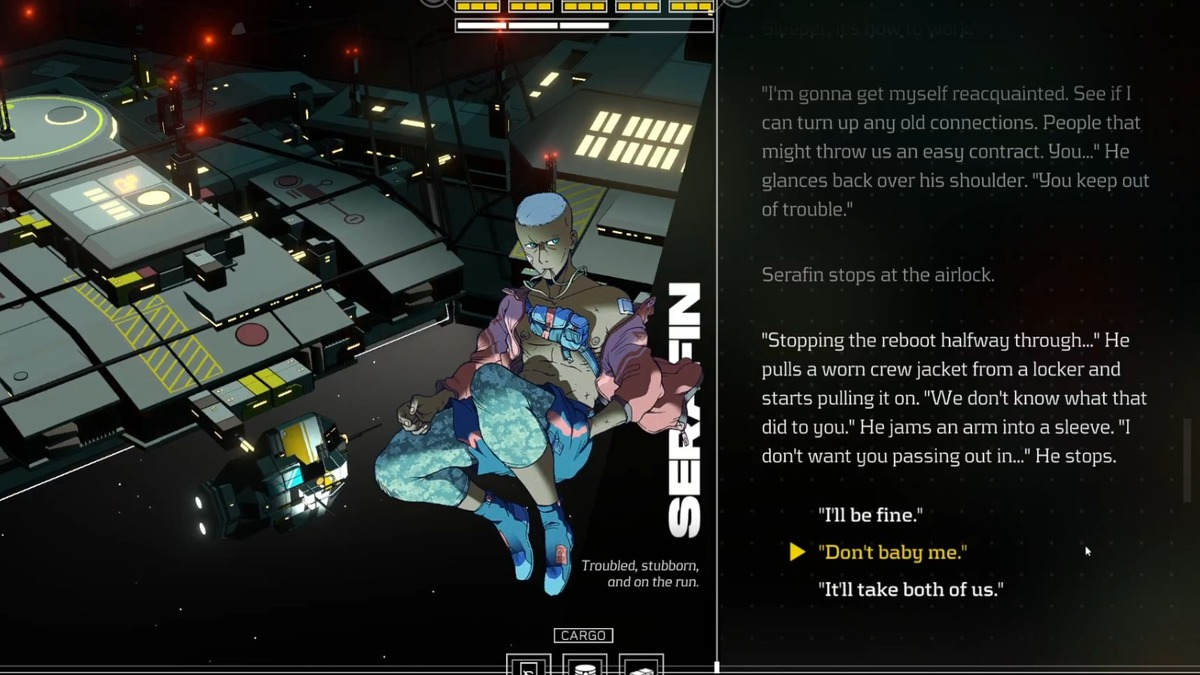 Sleeper, it's how to work."
"I'm gonna get myself reacquainted. See if I
can turn up any old connections. People that
might throw us an easy contract. You..." He
glances back over his shoulder. "You keep out
of trouble."
Serafin stops at the airlock.
"Stopping the reboot halfway through..." He
pulls a worn crew jacket from a locker and
starts pulling it on. "We don't know what that
did to you." He jams an arm into a sleeve. "I
don't want you passing out in..." He stops.
"I'll be fine."
"Don't baby me."
"It'll take both of us."
SERAFIN
Troubled, stubborn,
and on the run.
CARGO